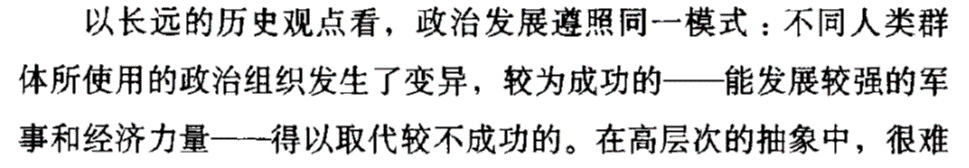 以长远的历史观点看，政治发展遵照同一模式：不同人类群
体所使用的政治组织发生了变异，较为成功的——能发展较强的军
事和经济力量——得以取代较不成功的。在高层次的抽象中，很难